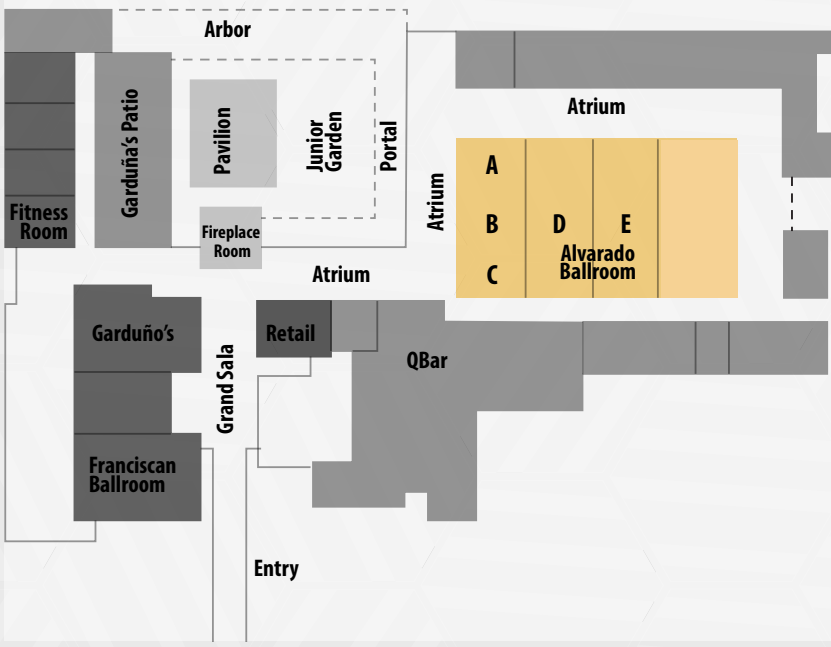 Arbor
Garduña's Patio
Pavilion
Junior
Garden
Portal
Atrium
Atrium
A
B
C
D
E
Alvarado
Ballroom
Fitness
Room
Fireplace
Room
Atrium
Garduño's
Grand Sala
Retail
QBar
Franciscan
Ballroom
Entry